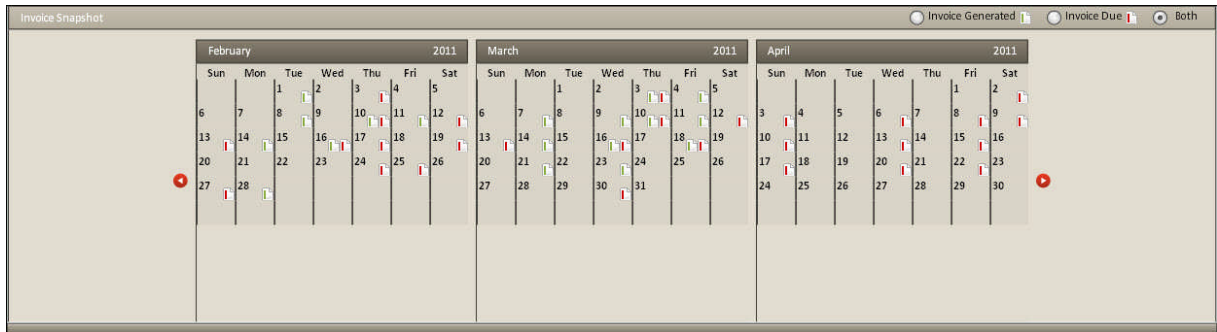 Invoice Snapshot Invoice Generated Invoice Due Both
February 2011 March 2011 April 2011
Sun Mon Tue Wed Thu Fri Sat Sun Mon Tue Wed Thu Fri Sat Sun Mon Tue Wed Thu Fri Sat
1 2 3 4 5 1 2 3 4 5 1 2
6 7 8 9 10 11 12 6 7 8 9 10 11 12 3 4 5 6 7 8 9
13 14 15 16 17 18 19 13 14 15 16 17 18 19 10 11 12 13 14 15 16
20 21 22 23 24 25 26 20 21 22 23 24 25 26 17 18 19 20 21 22 23
27 28 27 28 29 30 31 24 25 26 27 28 29 30